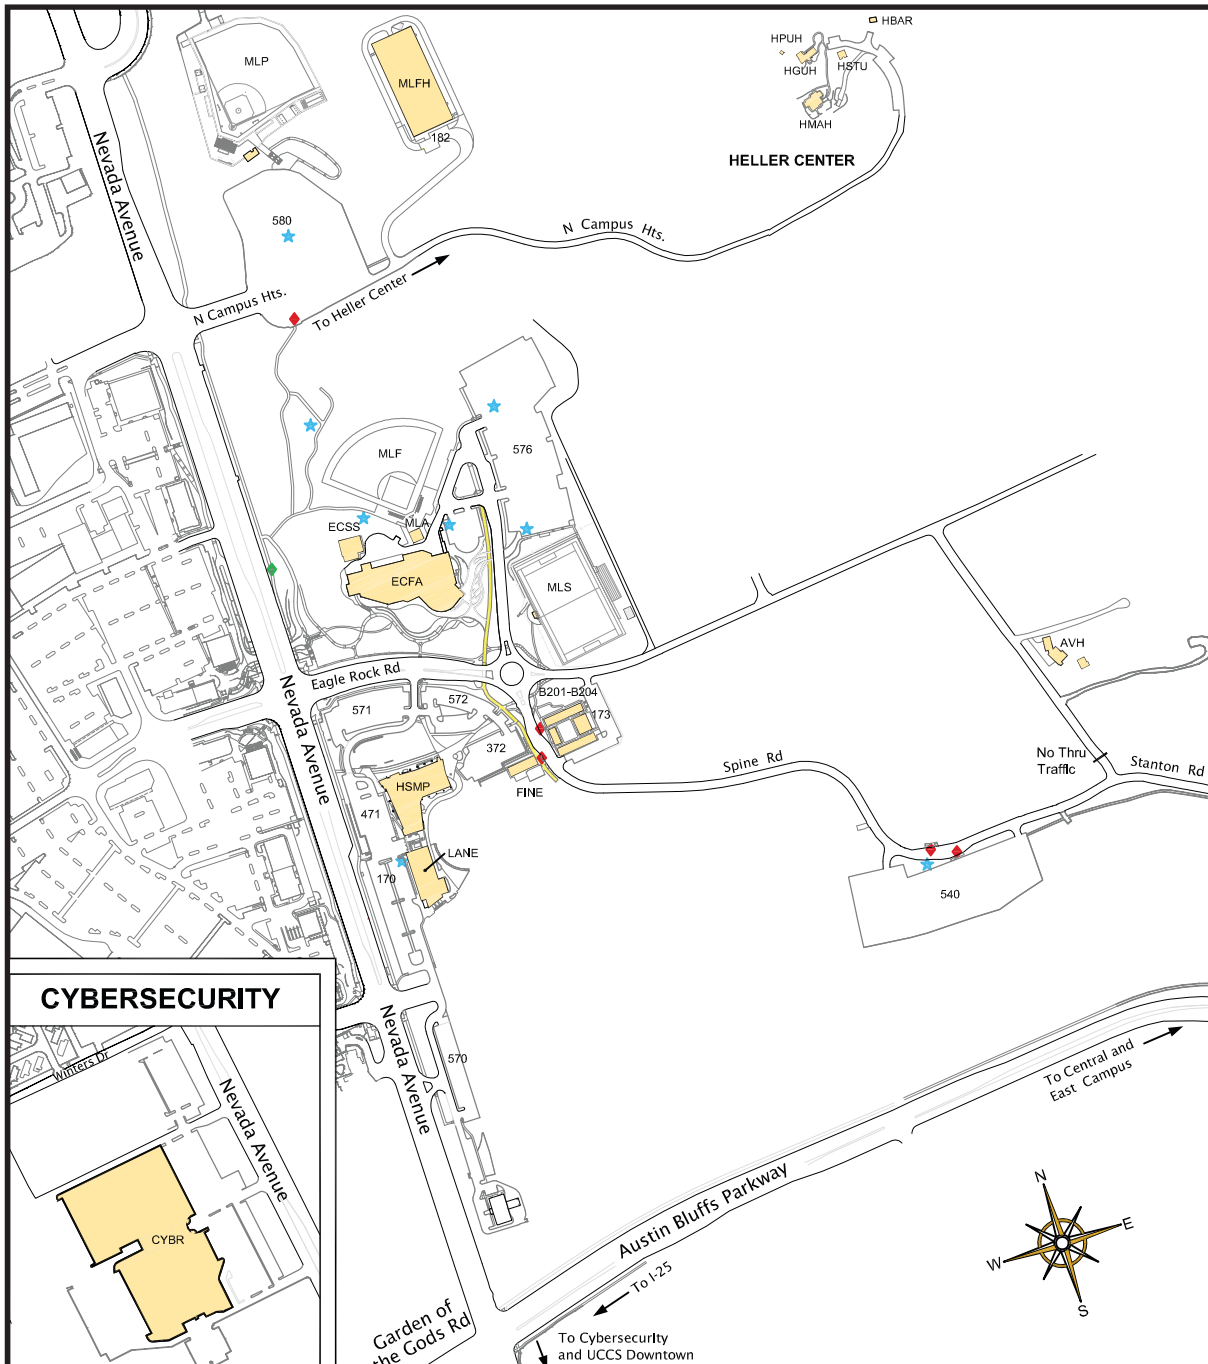 HBAR
HPUH
HGUH
HSTU
HMAH
HELLER CENTER
MLP
MLFH
182
Nevada Avenue
580
N Campus Hts.
N Campus Hts.
To Heller Center
576
MLF
ECSS
MLA
ECFA
MLS
AVH
Eagle Rock Rd
B201-B204
173
571
572
372
Nevada Avenue
HSMP
FINE
Spine Rd
No Thru
Traffic
Stanton Rd
471
LANE
170
540
CYBERSECURITY
Nevada Avenue
570
Winters Dr
Nevada Avenue
CYBR
To Central and
East Campus
Austin Bluffs Parkway
To I-25
N
E
W
S
Garden of
the Gods Rd
To Cybersecurity
and UCCS Downtown